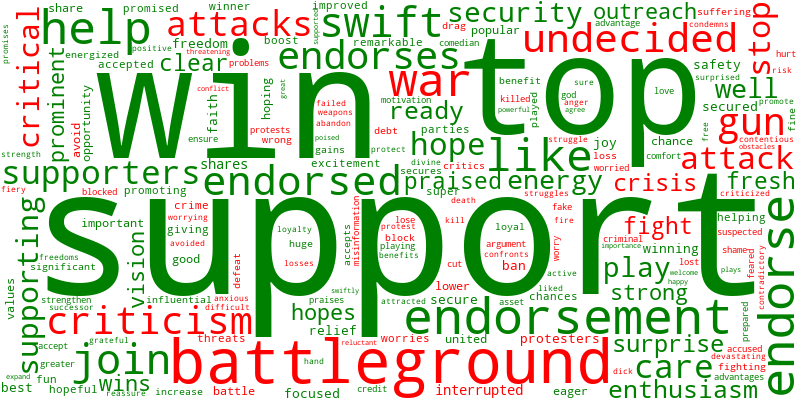 share promised winner improved
help attacks swift security outreach suffering
supported drag popular advantage condemns
promises critical energized positive freedom boost remarkable comedian undecided stop hurt
threatening
accepted clear problems endorses safety risk
prominent win top surprised well
conflict great hoping motivation war benefit sure love
opportunity faith failed weapons killed god anger agree secured promote
avoid abandon ready powerful played gun fine
protests debt parties struggle free contentious
ensure wrong poised gains protect hope like joy chance obstacles
strength shares excitement divine critics loss comfort attack
supporters secures worried
fiery blocked promoting endorsed praised energy crisis fresh
super struggles criticized
supporting crime death fake helping
important worrying loyalty misinformation lose kill loyal fire fight suspected
vision giving protest block argument criminal endorse
avoided huge accepts playing confronts worry importance winning shame
freedoms good defeat losses benefits cut ban active play lost welcome feared contradictory
significant support happy plays
values strengthen influential anxious swiftly lower liked strong
successor difficult praises attracted secure asset chances prepared
criticism hopes endorsement
relief
accept grateful threats reluctant worries united protesters surprise accused
greater join battleground devastating
expand fun hand dick care fighting
best hopeful wins reassure increase battle focused credit interrupted eager enthusiasm advantages